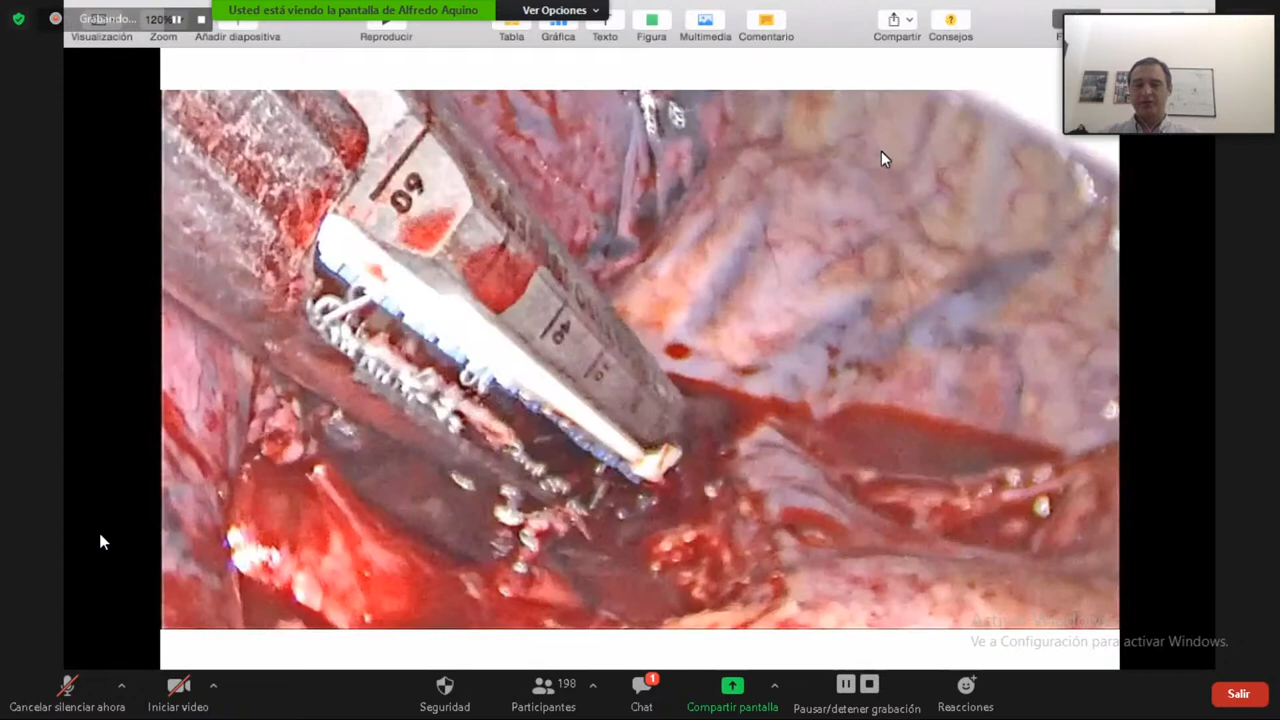 Grabando...
120%
Usted está viendo la pantalla de Alfredo Aquino
Ver Opciones
Visualización
Zoom
Añadir diapositiva
Reproducir
Tabla
Gráfica
Texto
Figura
Multimedia
Comentario
Compartir
Consejos
60
40
Ve a Configuración para activar Windows.
Cancelar silenciar ahora
Iniciar video
Seguridad
198
Participantes
1
Chat
Compartir pantalla
Pausar/detener grabación
Reacciones
Salir